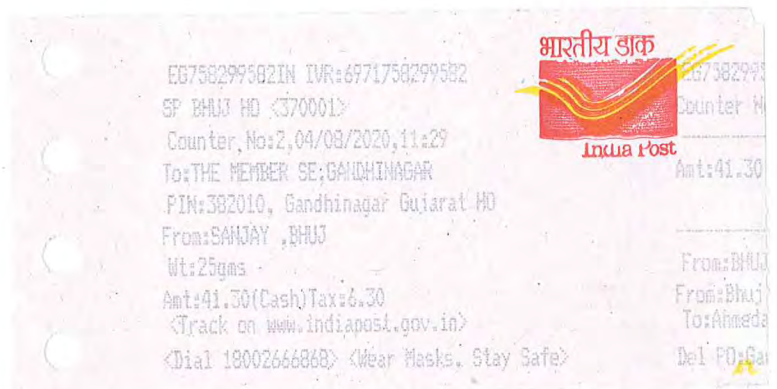 भारतीय डाक
India Post
EG758299582IN IVR:6971758299582
SP BHUJ HO <370001>
Counter No:2,04/08/2020,11:29
To:THE MEMBER SE,GANDHINAGAR
PIN:382010, Gandhinagar Gujarat HO
From:SANJAY ,BHUJ
Wt:25gms
Amt:41.30(Cash)Tax:6.30
<Track on www.indiapost.gov.in>
<Dial 18002666868> <Wear Masks, Stay Safe>
Counter N
Amt:41.30
From:BHUJ
From:Bhuj
To:Ahmeda
Del PO:Ga